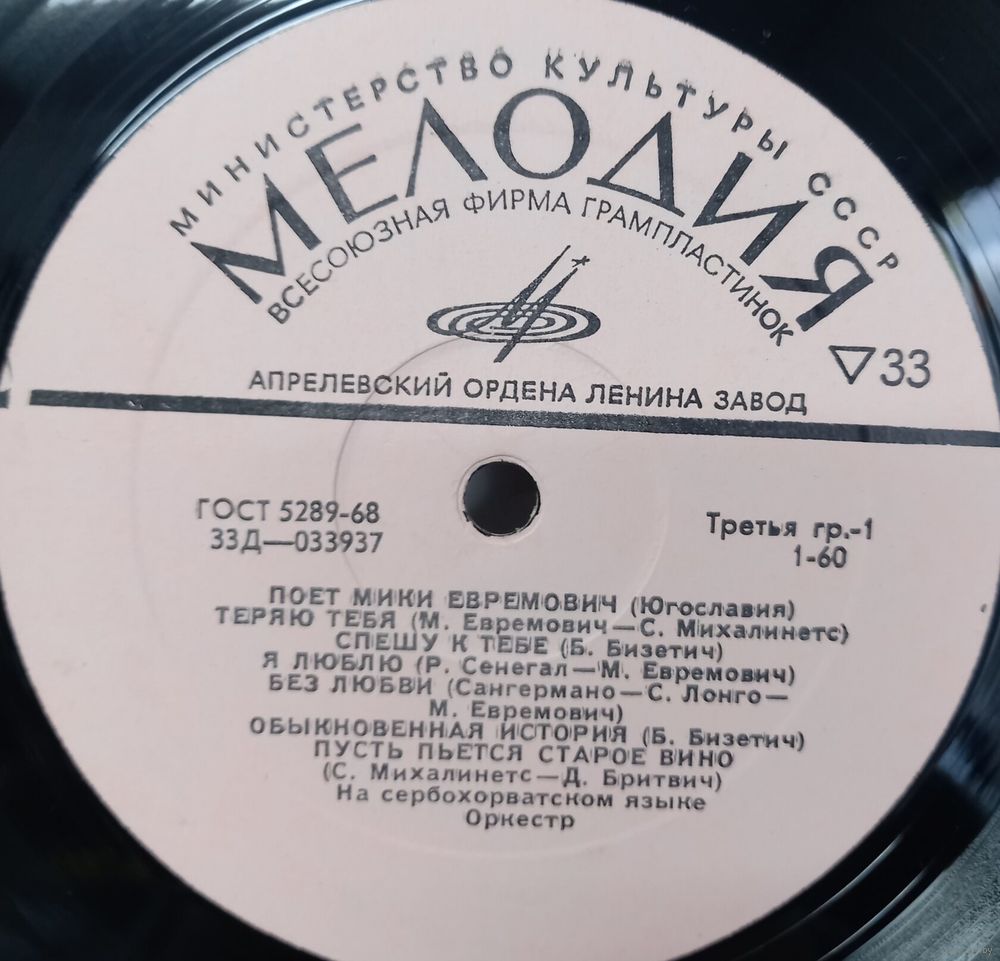 МИНИСТЕРСТВО КУЛЬТУРЫ СССР
МЕЛОДИЯ
ВСЕСОЮЗНАЯ ФИРМА ГРАМПЛАСТИНОК
33
АПРЕЛЕВСКИЙ ОРДЕНА ЛЕНИНА ЗАВОД
ГОСТ 5289-68
33Д—033937
Третья гр.-1
1-60
ПОЕТ МИКИ ЕВРЕМОВИЧ (Югославия)
ТЕРЯЮ ТЕБЯ (М. Евремович—С. Михалинетс)
СПЕШУ К ТЕБЕ (Б. Бизетич)
Я ЛЮБЛЮ (Р. Сенегал—М. Евремович)
БЕЗ ЛЮБВИ (Сангермано—С. Лонго—
М. Евремович)
ОБЫКНОВЕННАЯ ИСТОРИЯ (Б. Бизетич)
ПУСТЬ ПЬЕТСЯ СТАРОЕ ВИНО
(С. Михалинетс—Д. Бритвич)
На сербохорватском языке
Оркестр